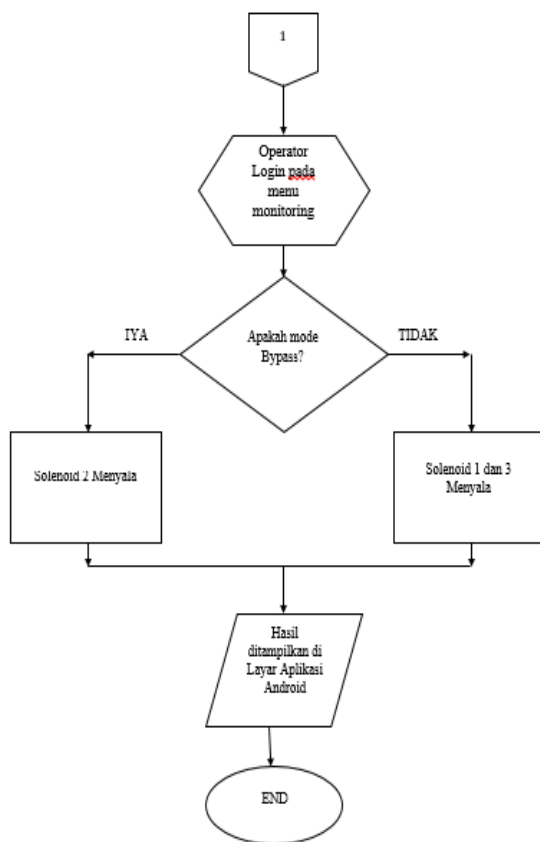 1
Operator
Login pada
menu
monitoring
Apakah mode
Bypass?
IYA
TIDAK
Solenoid 2 Menyala
Solenoid 1 dan 3
Menyala
Hasil
ditampilkan di
Layar Aplikasi
Android
END